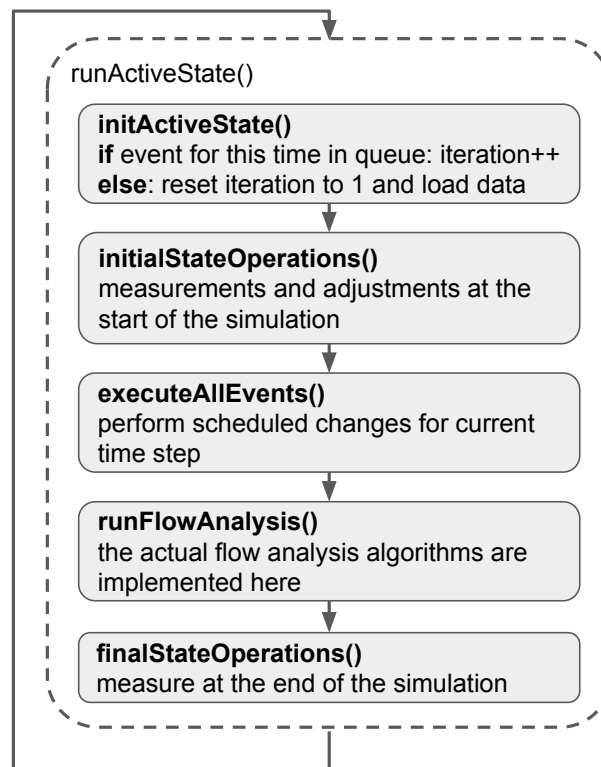 runActiveState()
initActiveState()
if event for this time in queue: iteration++
else: reset iteration to 1 and load data
initialStateOperations()
measurements and adjustments at the
start of the simulation
executeAllEvents()
perform scheduled changes for current
time step
runFlowAnalysis()
the actual flow analysis algorithms are
implemented here
finalStateOperations()
measure at the end of the simulation